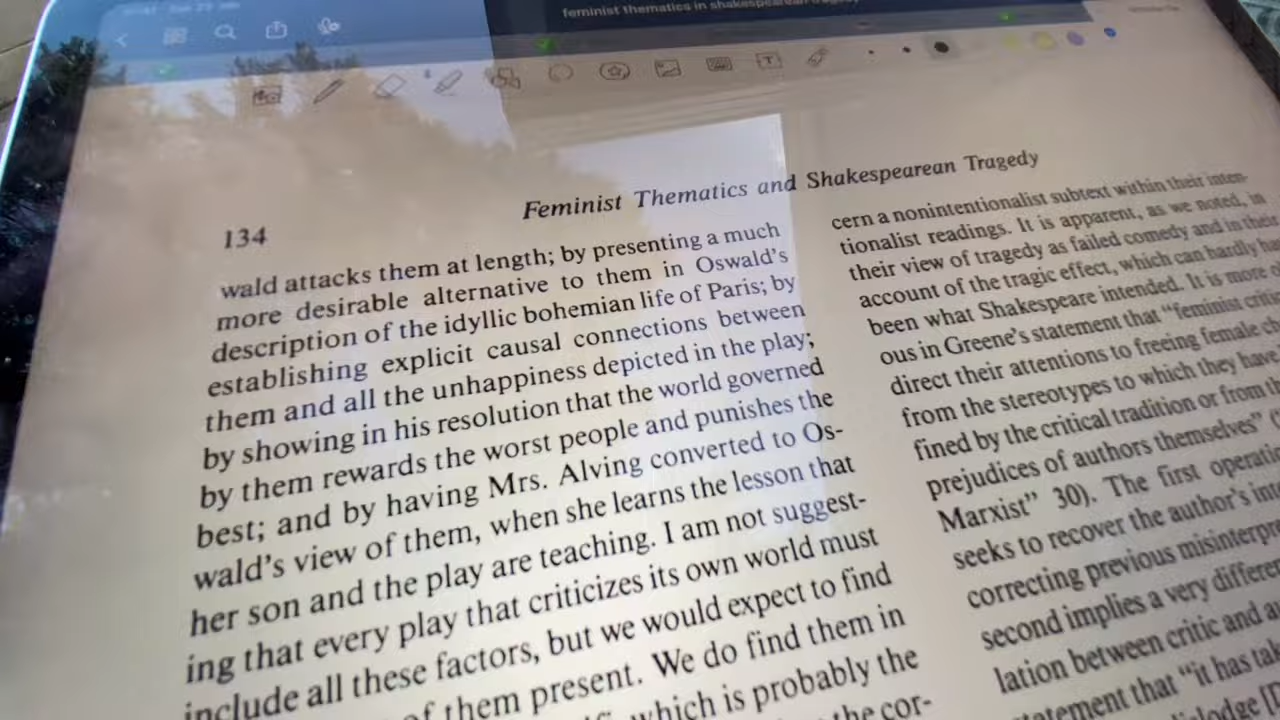 feminist thematics in shakespearean tragedy
Feminist Thematics and Shakespearean Tragedy
134
wald attacks them at length; by presenting a much
more desirable alternative to them in Oswald's
description of the idyllic bohemian life of Paris; by
establishing explicit causal connections between
them and all the unhappiness depicted in the play;
by showing in his resolution that the world governed
by them rewards the worst people and punishes the
best; and by having Mrs. Alving converted to Os-
wald's view of them, when she learns the lesson that
her son and the play are teaching. I am not suggest-
ing that every play that criticizes its own world must
include all these factors, but we would expect to find
of them present. We do find them in
which is probably the
the cor-
cern a nonintentionalist subtext within their inten-
tionalist readings. It is apparent, as we noted, in
their view of tragedy as failed comedy and in their
account of the tragic effect, which can hardly
been what Shakespeare intended. It is more
ous in Greene's statement that "feminist
direct their attentions to freeing female
from the stereotypes to which they have
fined by the critical tradition or from
prejudices of authors themselves"
Marxist" 30). The first
seeks to recover the author's
correcting previous
second implies a very
lation between critic and
statement that "it has